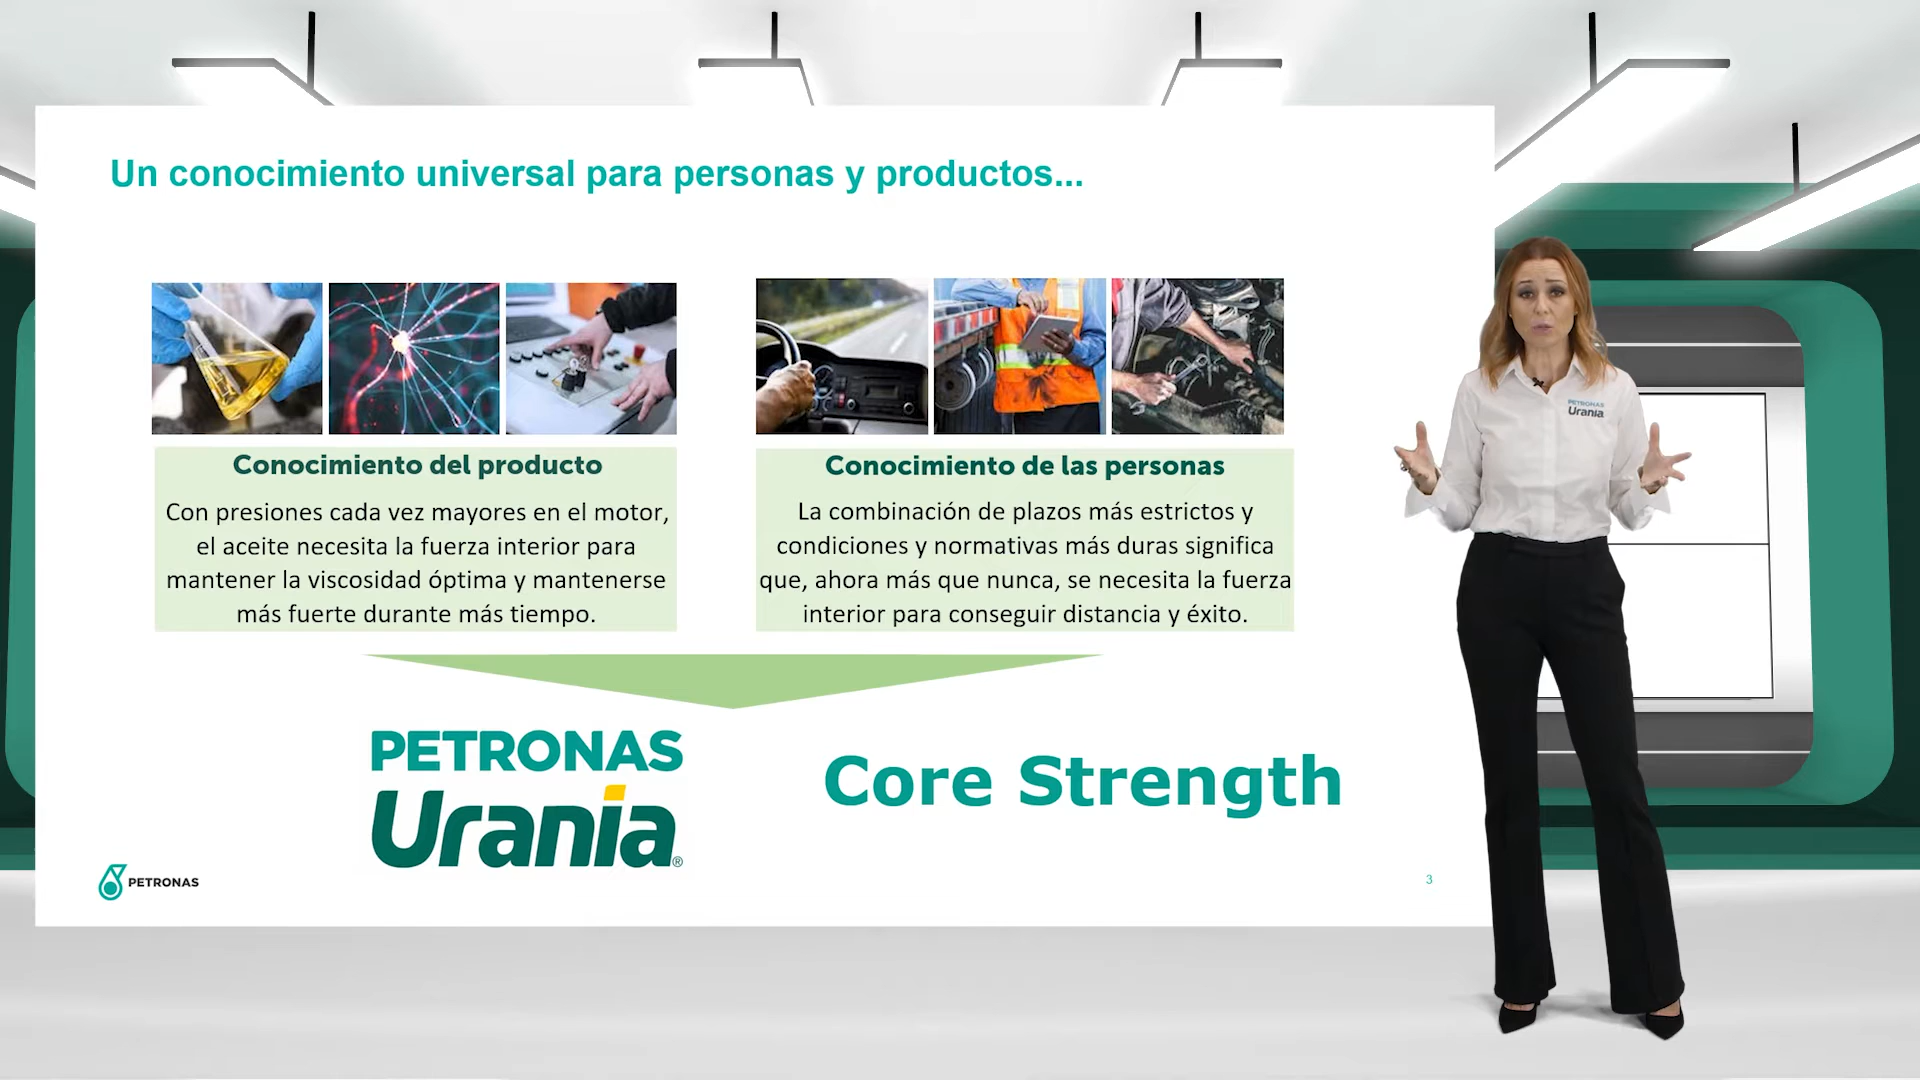 Un conocimiento universal para personas y productos...
Conocimiento del producto
Con presiones cada vez mayores en el motor,
el aceite necesita la fuerza interior para
mantener la viscosidad óptima y mantenerse
más fuerte durante más tiempo.
Conocimiento de las personas
La combinación de plazos más estrictos y
condiciones y normativas más duras significa
que, ahora más que nunca, se necesita la fuerza
interior para conseguir distancia y éxito.
PETRONAS
Urania®
Core Strength
PETRONAS
3
PETRONAS
Urania